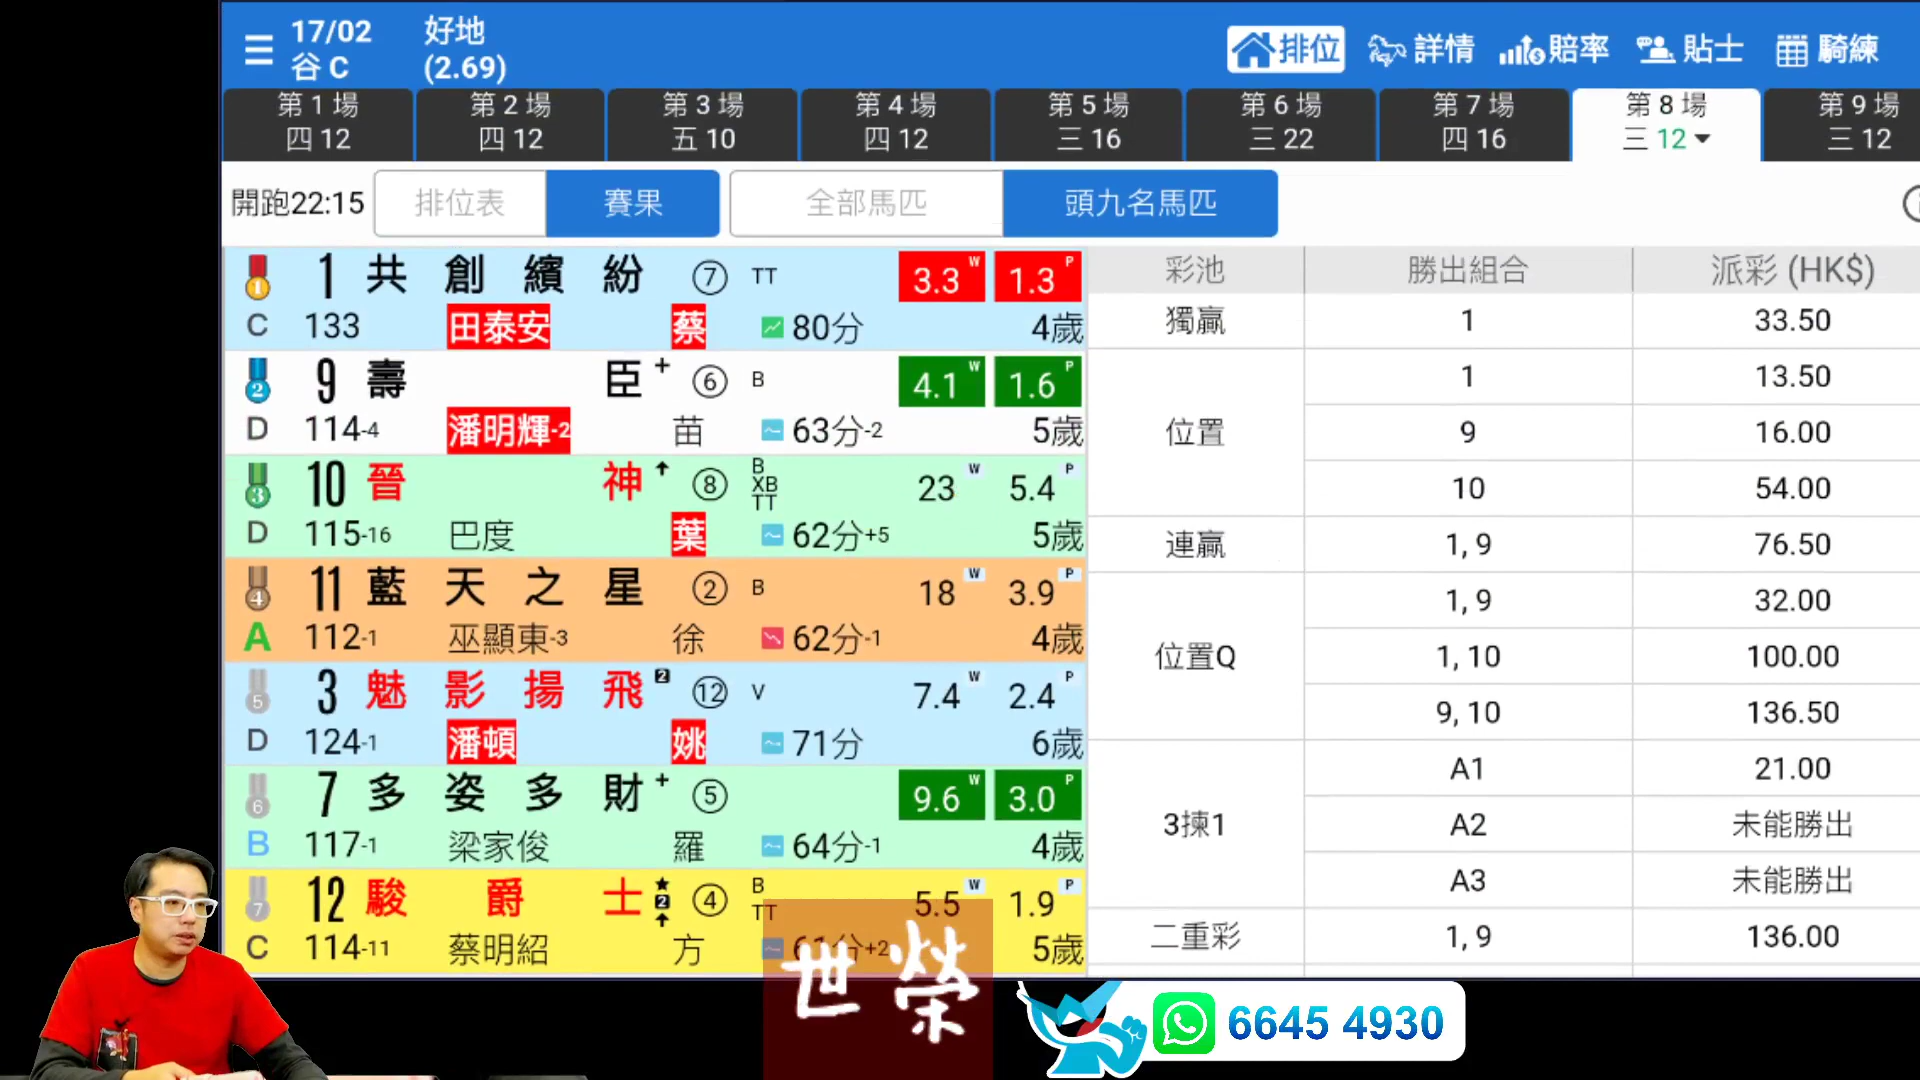 17/02
谷 C
好地
(2.69)
排位
詳情
賠率
貼士
騎練
第 1 場
四 12
第 2 場
四 12
第 3 場
五 10
第 4 場
四 12
第 5 場
三 16
第 6 場
三 22
第 7 場
四 16
第 8 場
三 12
第 9 場
三 12
開跑22:15
排位表
賽果
全部馬匹
頭九名馬匹
1 1 共創繽紛 7 TT 3.3 W 1.3 P
C 133 田泰安 蔡 80分 4歲
2 9 壽臣+ 6 B 4.1 W 1.6 P
D 114-4 潘明輝-2 苗 63分-2 5歲
3 10 晉神 8 B XB TT 23 W 5.4 P
D 115-16 巴度 葉 62分+5 5歲
4 11 藍天之星 2 B 18 W 3.9 P
A 112-1 巫顯東-3 徐 62分-1 4歲
5 3 魅影揚飛 2 12 V 7.4 W 2.4 P
D 124-1 潘頓 姚 71分 6歲
6 7 多姿多財+ 5 9.6 W 3.0 P
B 117-1 梁家俊 羅 64分-1 4歲
7 12 駿爵士 2 4 B TT 5.5 W 1.9 P
C 114-11 蔡明紹 方 61分+2 5歲
彩池 勝出組合 派彩 (HK$)
獨贏 1 33.50
位置 1 13.50
9 16.00
10 54.00
連贏 1, 9 76.50
位置Q 1, 9 32.00
1, 10 100.00
9, 10 136.50
3揀1 A1 21.00
A2 未能勝出
A3 未能勝出
二重彩 1, 9 136.00
世榮
6645 4930